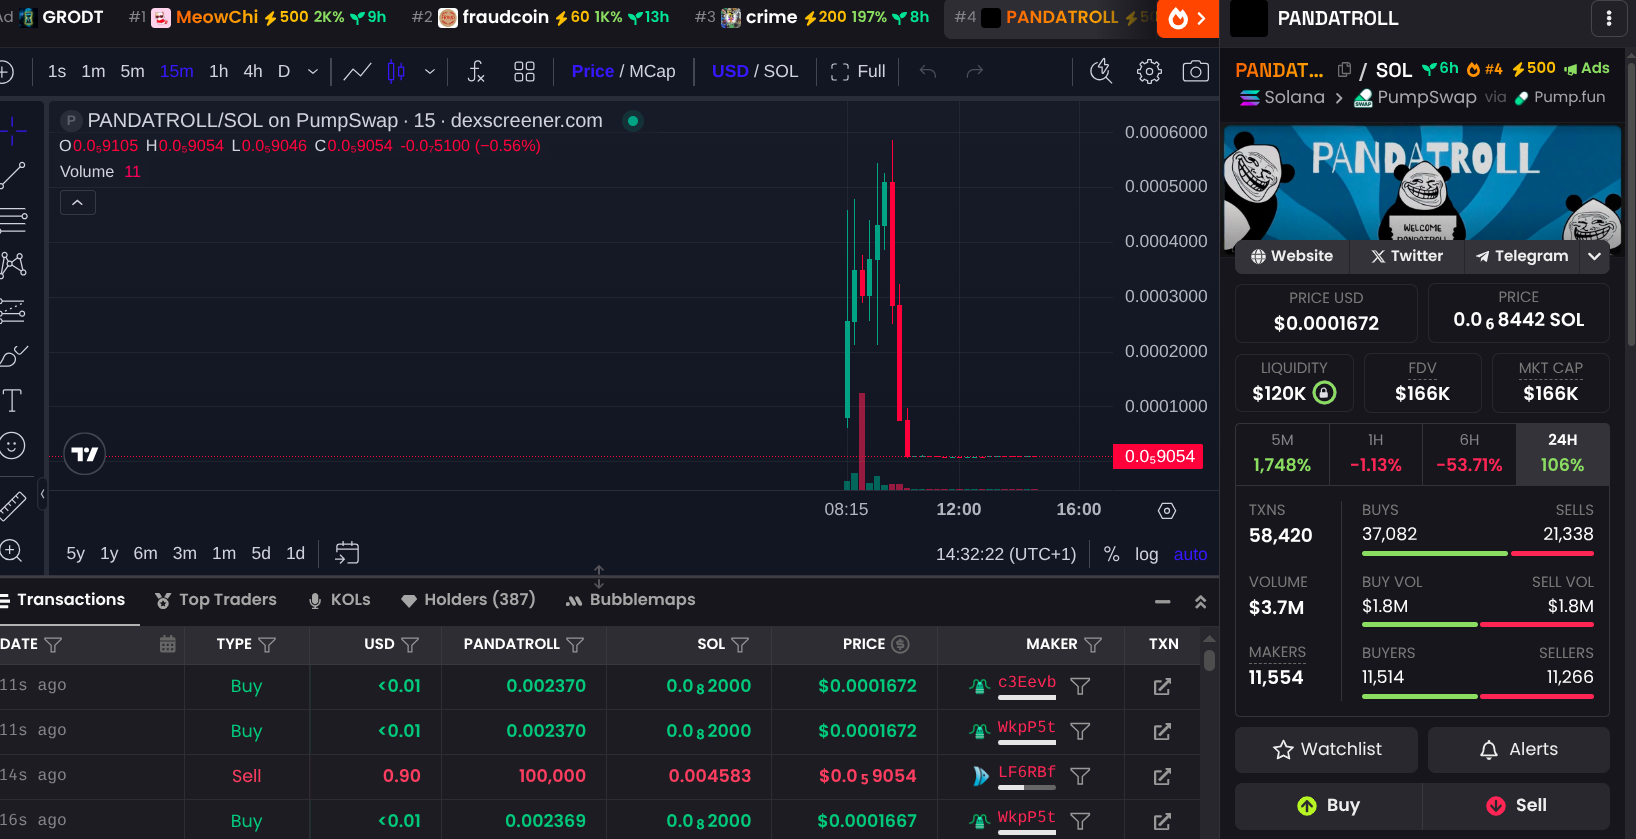 Ad GRODT #1 MeowChi 500 2K% 9h #2 fraudcoin 60 1K% 13h #3 crime 200 197% 8h #4 PANDATROLL
PANDATROLL
1s 1m 5m 15m 1h 4h D Price / MCap USD / SOL Full
PANDAT... / SOL 6h #4 500 Ads
Solana > PumpSwap via Pump.fun
P PANDATROLL/SOL on PumpSwap · 15 · dexscreener.com
O0.0₅9105 H0.0₅9054 L0.0₅9046 C0.0₅9054 -0.0₇5100 (−0.56%)
Volume 11
0.0006000
0.0005000
0.0004000
0.0003000
0.0002000
0.0001000
0.0₅9054
08:15 12:00 16:00
5y 1y 6m 3m 1m 5d 1d 14:32:22 (UTC+1) % log auto
PANDATROLL
WELCOME
PANDATROLL
Website Twitter Telegram
PRICE USD
$0.0001672
PRICE
0.0₆8442 SOL
LIQUIDITY
$120K
FDV
$166K
MKT CAP
$166K
5M 1H 6H 24H
1,748% -1.13% -53.71% 106%
TXNS BUYS SELLS
58,420 37,082 21,338
VOLUME BUY VOL SELL VOL
$3.7M $1.8M $1.8M
MAKERS BUYERS SELLERS
11,554 11,514 11,266
Watchlist Alerts
Buy Sell
Transactions Top Traders KOLs Holders (387) Bubblemaps
DATE TYPE USD PANDATROLL SOL PRICE MAKER TXN
11s ago Buy <0.01 0.002370 0.0₈2000 $0.0001672 c3Eevb
11s ago Buy <0.01 0.002370 0.0₈2000 $0.0001672 WkpP5t
14s ago Sell 0.90 100,000 0.004583 $0.0₅9054 LF6RBf
16s ago Buy <0.01 0.002369 0.0₈2000 $0.0001667 WkpP5t